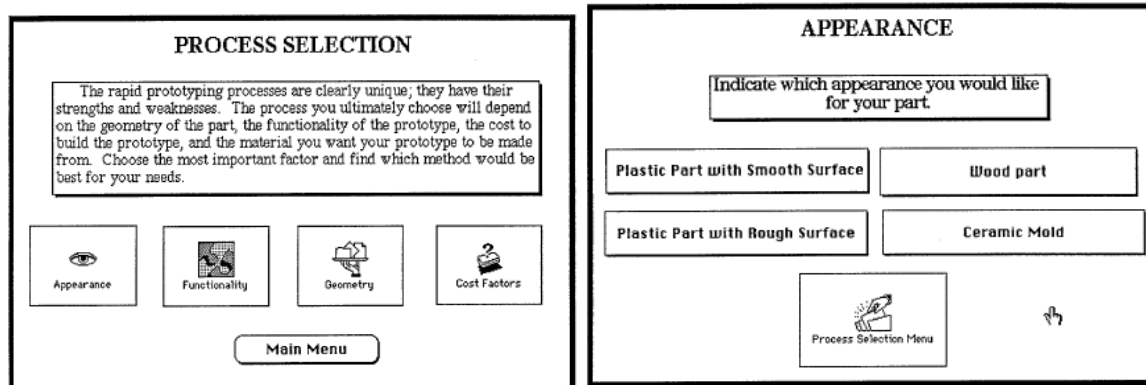 PROCESS SELECTION
The rapid prototyping processes are clearly unique; they have their
strengths and weaknesses. The process you ultimately choose will depend
on the geometry of the part, the functionality of the prototype, the cost to
build the prototype, and the material you want your prototype to be made
from. Choose the most important factor and find which method would be
best for your needs.
Appearance
Functionality
Geometry
Cost Factors
Main Menu
APPEARANCE
Indicate which appearance you would like
for your part.
Plastic Part with Smooth Surface
Wood part
Plastic Part with Rough Surface
Ceramic Mold
Process Selection Menu